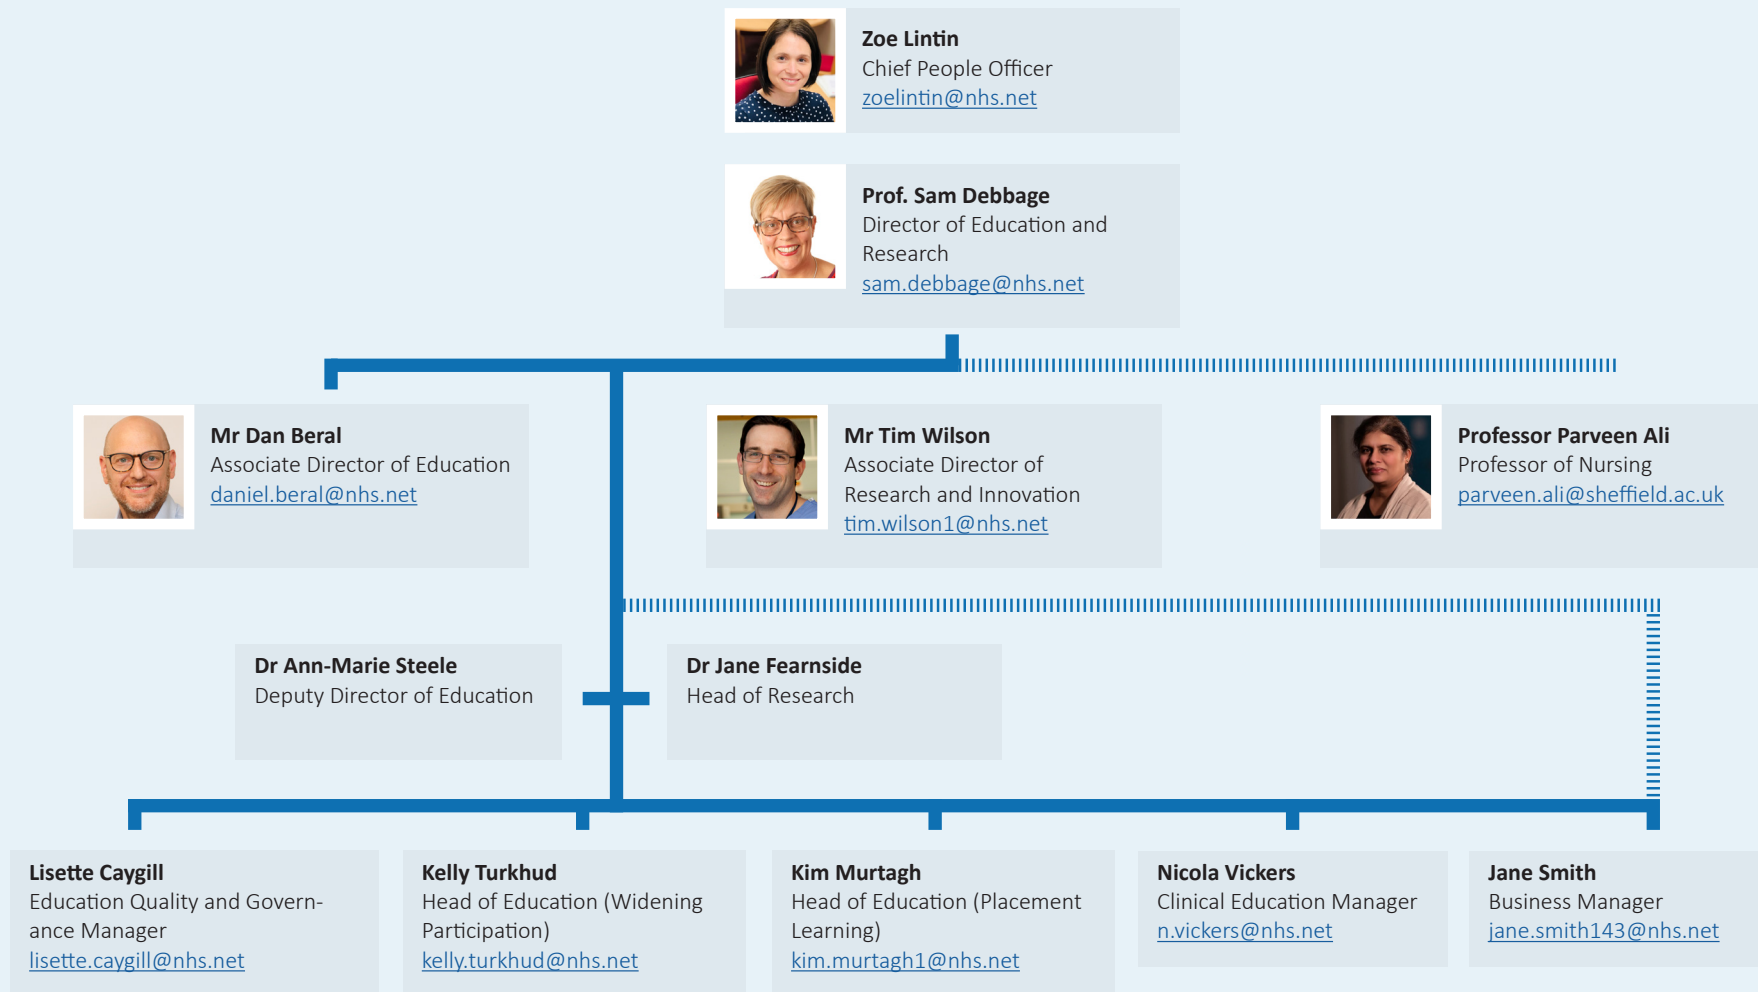 Zoe Lintin
Chief People Officer
zoelintin@nhs.net
Prof. Sam Debbage
Director of Education and
Research
sam.debbage@nhs.net
Mr Dan Beral
Associate Director of Education
daniel.beral@nhs.net
Mr Tim Wilson
Associate Director of
Research and Innovation
tim.wilson1@nhs.net
Professor Parveen Ali
Professor of Nursing
parveen.ali@sheffield.ac.uk
Dr Ann-Marie Steele
Deputy Director of Education
Dr Jane Fearnside
Head of Research
Lisette Caygill
Education Quality and Govern-
ance Manager
lisette.caygill@nhs.net
Kelly Turkhud
Head of Education (Widening
Participation)
kelly.turkhud@nhs.net
Kim Murtagh
Head of Education (Placement
Learning)
kim.murtagh1@nhs.net
Nicola Vickers
Clinical Education Manager
n.vickers@nhs.net
Jane Smith
Business Manager
jane.smith143@nhs.net